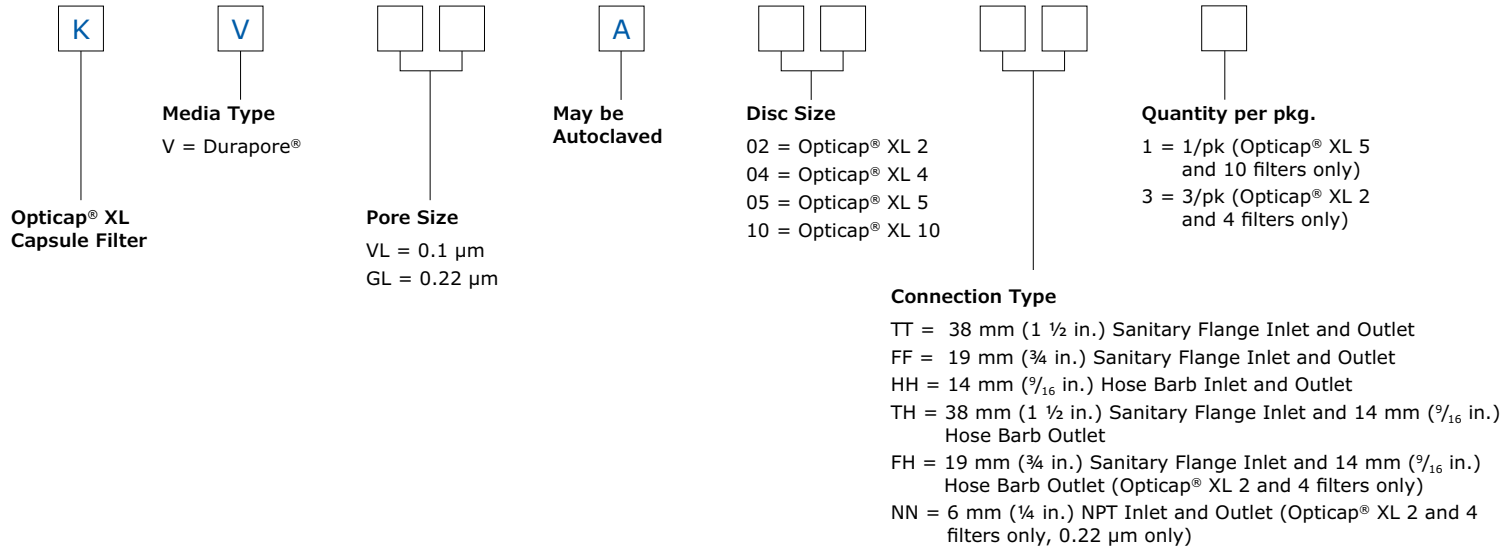 K V A
Opticap® XL
Capsule Filter
Media Type
V = Durapore®
Pore Size
VL = 0.1 µm
GL = 0.22 µm
May be
Autoclaved
Disc Size
02 = Opticap® XL 2
04 = Opticap® XL 4
05 = Opticap® XL 5
10 = Opticap® XL 10
Connection Type
TT = 38 mm (1 ½ in.) Sanitary Flange Inlet and Outlet
FF = 19 mm (¾ in.) Sanitary Flange Inlet and Outlet
HH = 14 mm (9/16 in.) Hose Barb Inlet and Outlet
TH = 38 mm (1 ½ in.) Sanitary Flange Inlet and 14 mm (9/16 in.)
Hose Barb Outlet
FH = 19 mm (¾ in.) Sanitary Flange Inlet and 14 mm (9/16 in.)
Hose Barb Outlet (Opticap® XL 2 and 4 filters only)
NN = 6 mm (¼ in.) NPT Inlet and Outlet (Opticap® XL 2 and 4
filters only, 0.22 µm only)
Quantity per pkg.
1 = 1/pk (Opticap® XL 5
and 10 filters only)
3 = 3/pk (Opticap® XL 2
and 4 filters only)